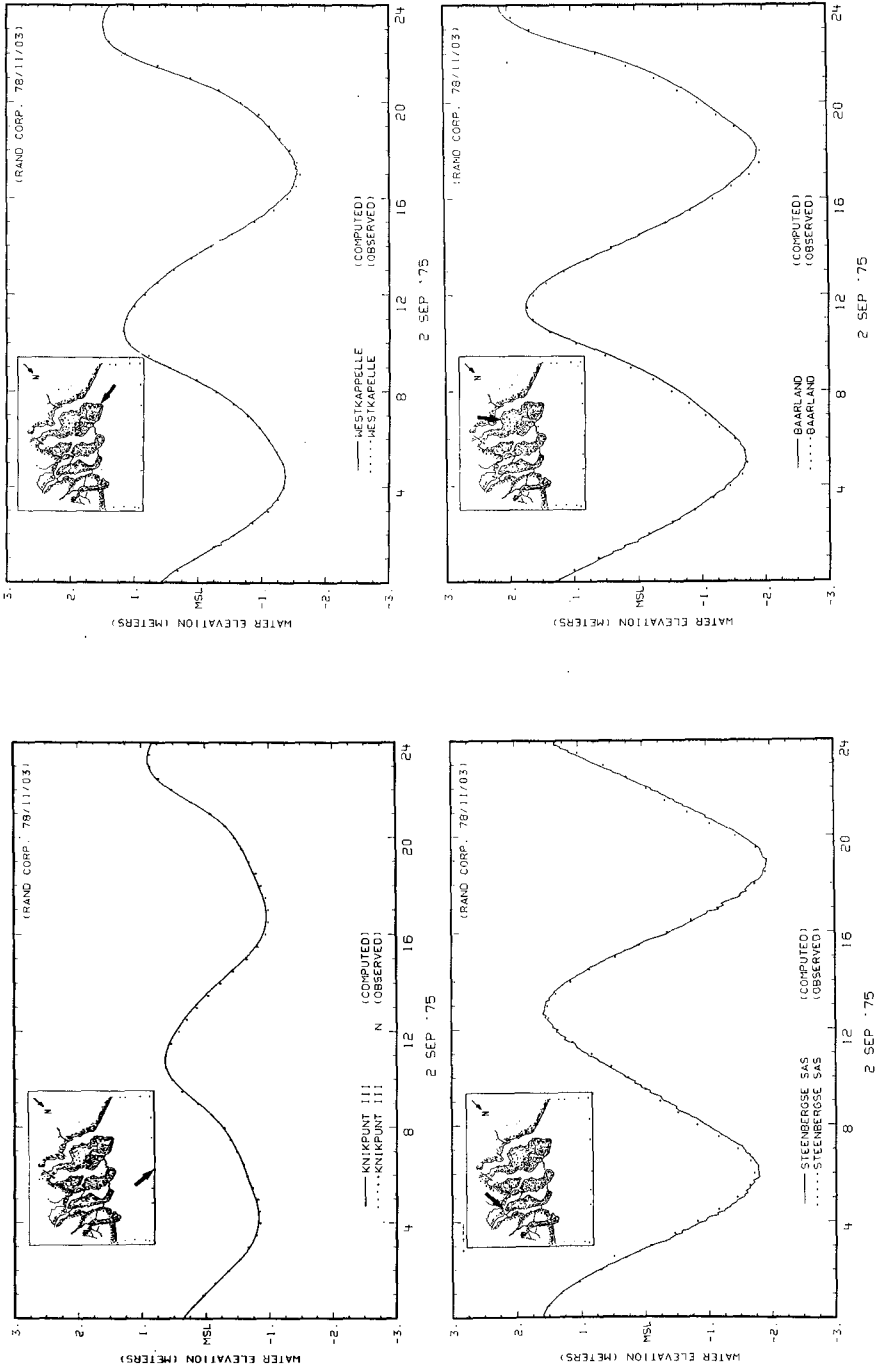 (RAND CORP. 78/11/03)
3.
2.
1.
MSL
-1.
-2.
-3.
WATER ELEVATION (METERS)
N
KNIKPUNT III N (COMPUTED)
KNIKPUNT III (OBSERVED)
4
8
12
16
20
24
2 SEP '75
(RAND CORP. 78/11/03)
3.
2.
1.
MSL
-1.
-2.
-3.
WATER ELEVATION (METERS)
N
WESTKAPPELLE (COMPUTED)
WESTKAPELLE (OBSERVED)
4
8
12
16
20
24
2 SEP '75
(RAND CORP. 78/11/03)
3.
2.
1.
MSL
-1.
-2.
-3.
WATER ELEVATION (METERS)
N
STEENBERGSE SAS (COMPUTED)
STEENBERGSE SAS (OBSERVED)
4
8
12
16
20
24
2 SEP '75
(RAND CORP. 78/11/03)
3.
2.
1.
MSL
-1.
-2.
-3.
WATER ELEVATION (METERS)
N
BAARLAND (COMPUTED)
BAARLAND (OBSERVED)
4
8
12
16
20
24
2 SEP '75